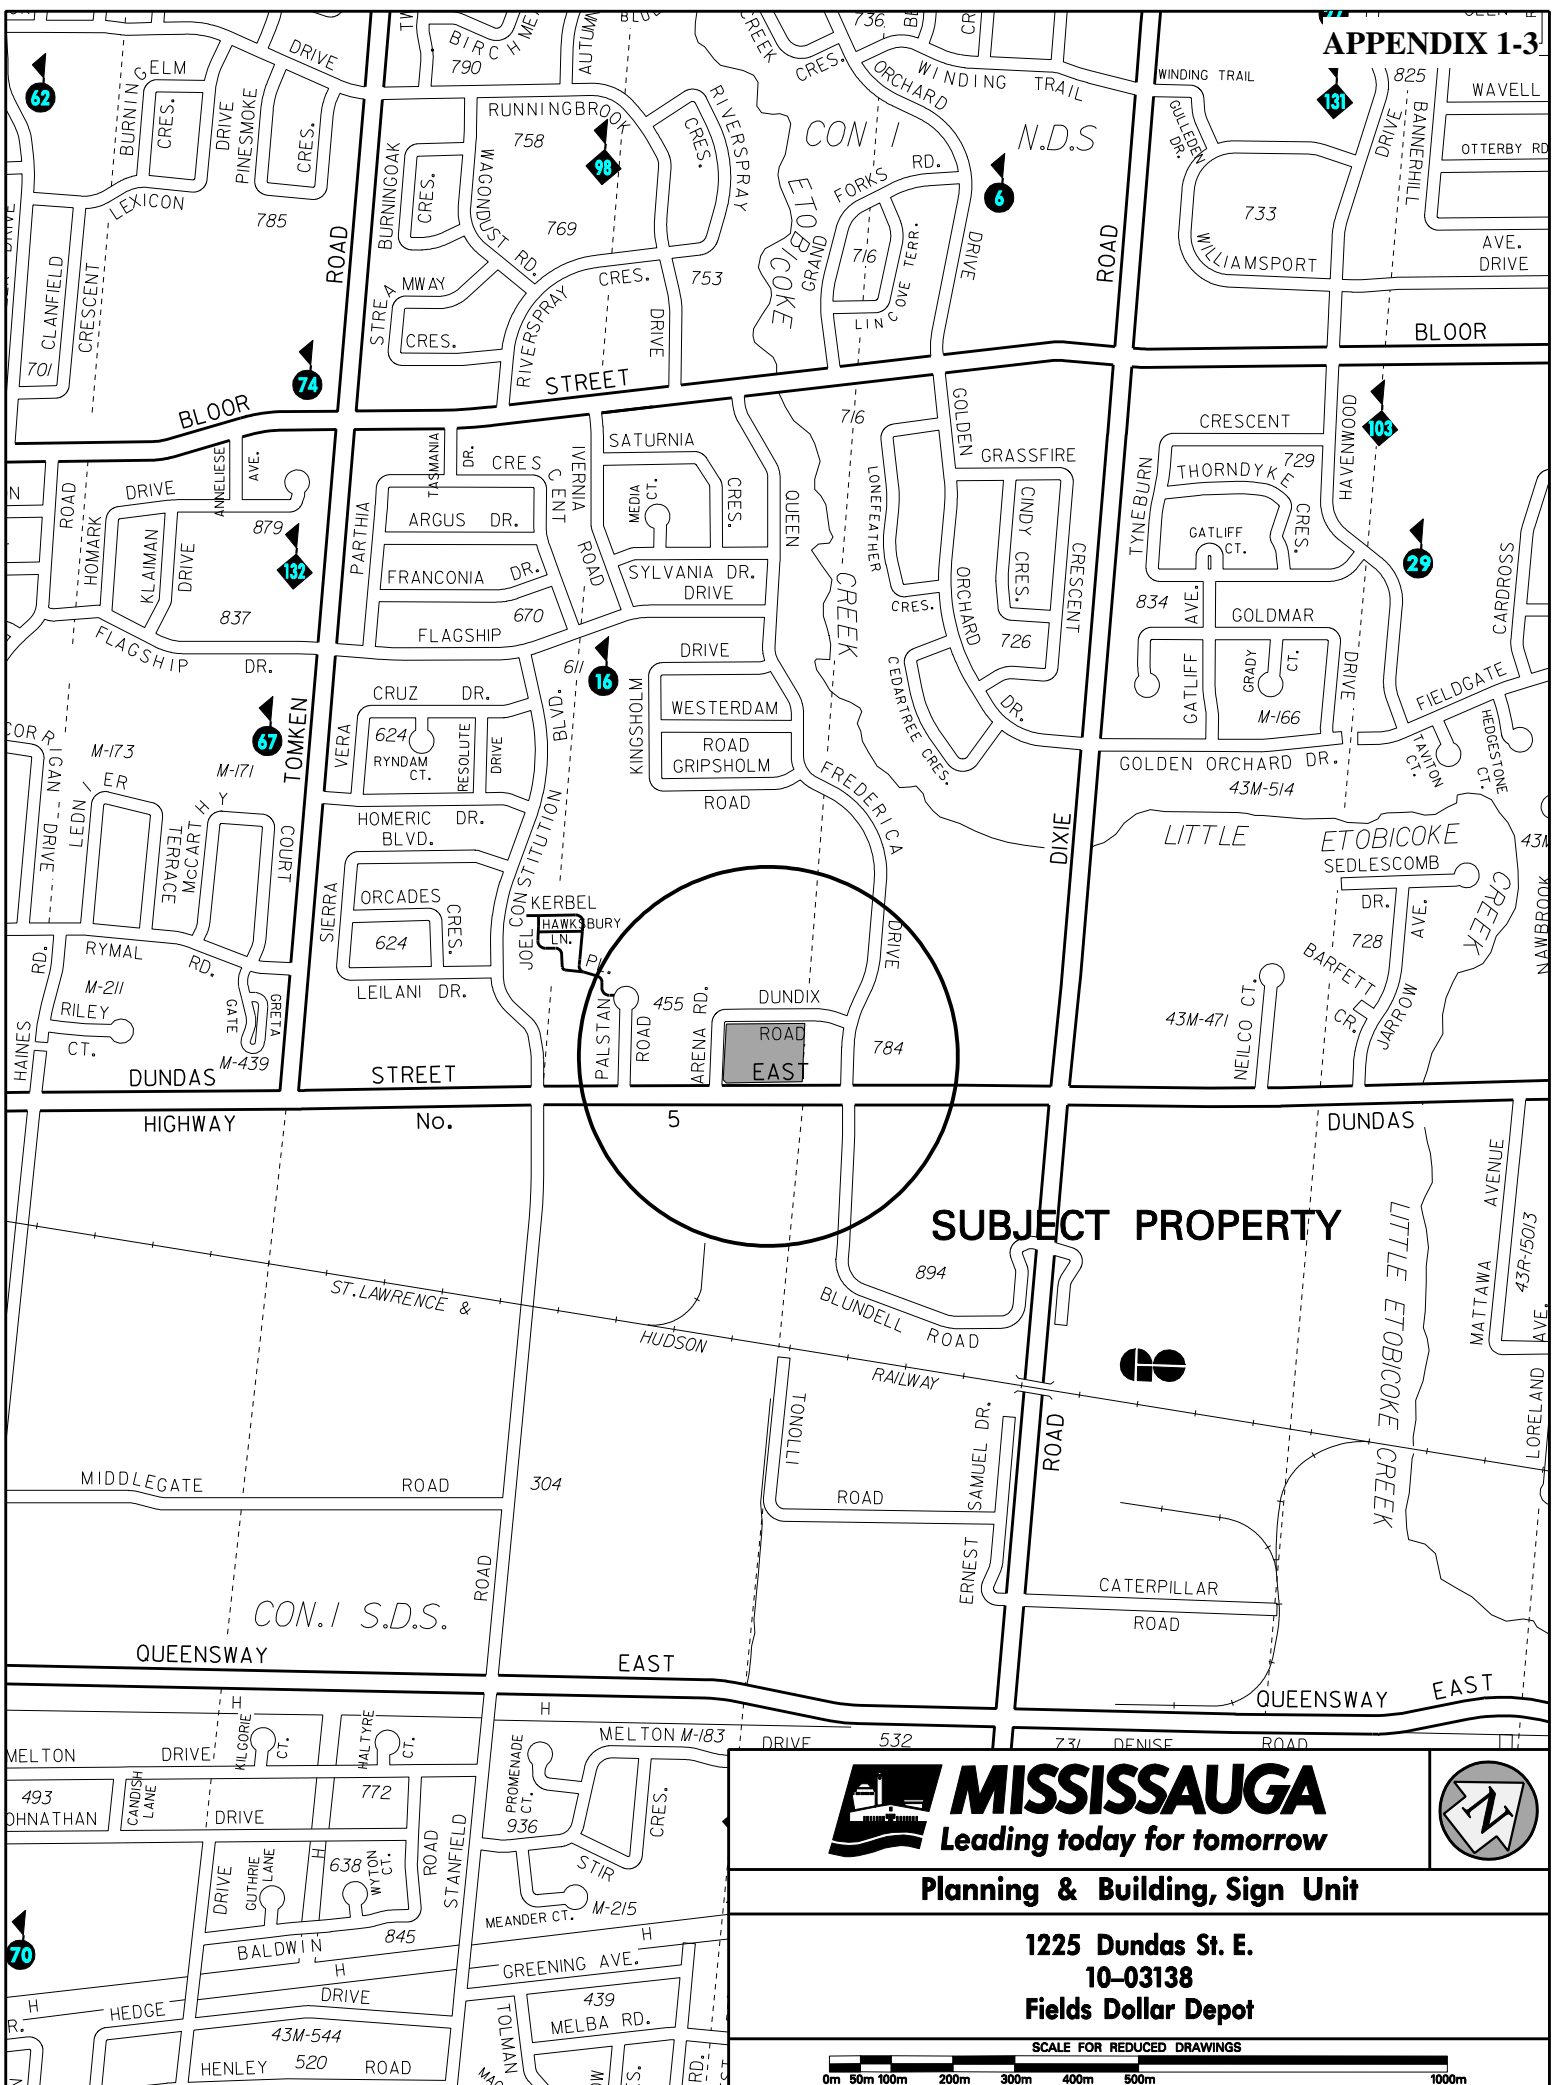 APPENDIX 1-3
62
BURNING
ELM
CRES.
DRIVE
PINESMOKE
CRES.
DRIVE
LEXICON
785
ROAD
CLANFIELD
CRESCENT
701
74
BLOOR
BIRCHME
790
AUTUMN
RUNNINGBROOK
758
98
BURNINGOAK
CRES.
WAGONDUST RD.
769
CRES.
RIVERSPRAY
CRES.
753
STREAMWAY
CRES.
RIVERSPRAY
DRIVE
STREET
CREEK
CRES.
736
ORCHARD
WINDING TRAIL
CON 1
N.D.S
ETOBICOKE
FORKS RD.
6
GRAND
716
LINCOVE TERR.
DRIVE
ROAD
WINDING TRAIL
GULLEDEN DR.
131
825
DRIVE
BANNERHILL
WAVELL
OTTERBY RD
733
WILLIAMSPORT
AVE.
DRIVE
BLOOR
103
N
ROAD
DRIVE
ANNELIESE
AVE.
HOMARK
KLAIMAN
DRIVE
879
132
837
FLAGSHIP
DR.
67
TOMKEN
TASMANIA
DR.
CRESCENT
PARTHIA
ARGUS DR.
FRANCONIA DR.
670
FLAGSHIP
IVERNIA
ROAD
SATURNIA
MEDIA CT.
CRES.
SYLVANIA DR.
DRIVE
QUEEN
716
GOLDEN
GRASSFIRE
LONEFEATHER
CRES.
CINDY CRES.
CRESCENT
ORCHARD
726
CREEK
CEDARTREE CRES.
DR.
CRESCENT
THORNDYKE
729
CRES.
HAVENWOOD
TYNEBURN
GATLIFF
CT.
834
AVE.
GOLDMAR
GATLIFF
GRADY
CT.
DRIVE
M-166
29
CARDROSS
FIELDGATE
TAVITON CT.
HEDGESTONE CT.
GOLDEN ORCHARD DR.
43M-514
611
16
DRIVE
CRUZ DR.
VERA
624
RYNDAM CT.
RESOLUTE
DRIVE
BLVD.
KINGSHOLM
WESTERDAM
ROAD
GRIPSHOLM
ROAD
FREDERICA
HOMERIC DR.
BLVD.
CONSTITUTION
CORRIGAN
DRIVE
M-173
LEDNIER
TERRACE
McCARTHY
M-171
COURT
SIERRA
ORCADES
624
CRES.
LEILANI DR.
JOEL
KERBEL
HAWKSBURY
LN.
PL.
RYMAL
RD.
RD.
M-211
RILEY
CT.
HAINES
GATE
GRETA
M-439
PALSTAN
ROAD
455
ARENA RD.
DUNDIX
ROAD
DRIVE
784
DIXIE
LITTLE
ETOBICOKE
SEDLESCOMB
CREEK
DR.
AVE.
728
BARFETT
CR.
JARROW
NAWBROOK
43M-471
NEILCO CT.
DUNDAS
STREET
EAST
HIGHWAY
No.
5
DUNDAS
SUBJECT PROPERTY
ST.LAWRENCE &
HUDSON
RAILWAY
894
BLUNDELL ROAD
GO
LITTLE ETOBICOKE CREEK
MATTAWA AVENUE
43R-15013
AVE.
LORELAND
TONOLLI
ROAD
SAMUEL DR.
ERNEST
ROAD
MIDDLEGATE
ROAD
304
ROAD
CON.1 S.D.S.
CATERPILLAR
ROAD
QUEENSWAY
EAST
QUEENSWAY
EAST
H
H
MELTON
DRIVE
KILGORIE CT.
HALTYRE
CT.
493
CANDISH LANE
DRIVE
772
PROMENADE CT.
936
MELTON M-183
DRIVE
532
731
DENISE
ROAD
CRES.
STIR
DRIVE
GUTHRIE LANE
H
638
WYTON CT.
ROAD
STANFIELD
MEANDER CT.
M-215
70
BALDWIN
845
H
H
GREENING AVE.
H
HEDGE
DRIVE
43M-544
HENLEY
520
ROAD
TOLMAN
439
MELBA RD.
RD.
MISSISSAUGA
Leading today for tomorrow
N
Planning & Building, Sign Unit
1225 Dundas St. E.
10–03138
Fields Dollar Depot
SCALE FOR REDUCED DRAWINGS
0m 50m 100m 200m 300m 400m 500m 1000m